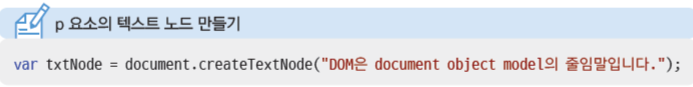 p 요소의 텍스트 노드 만들기
var txtNode = document.createTextNode("DOM은 document object model의 줄임말입니다.");